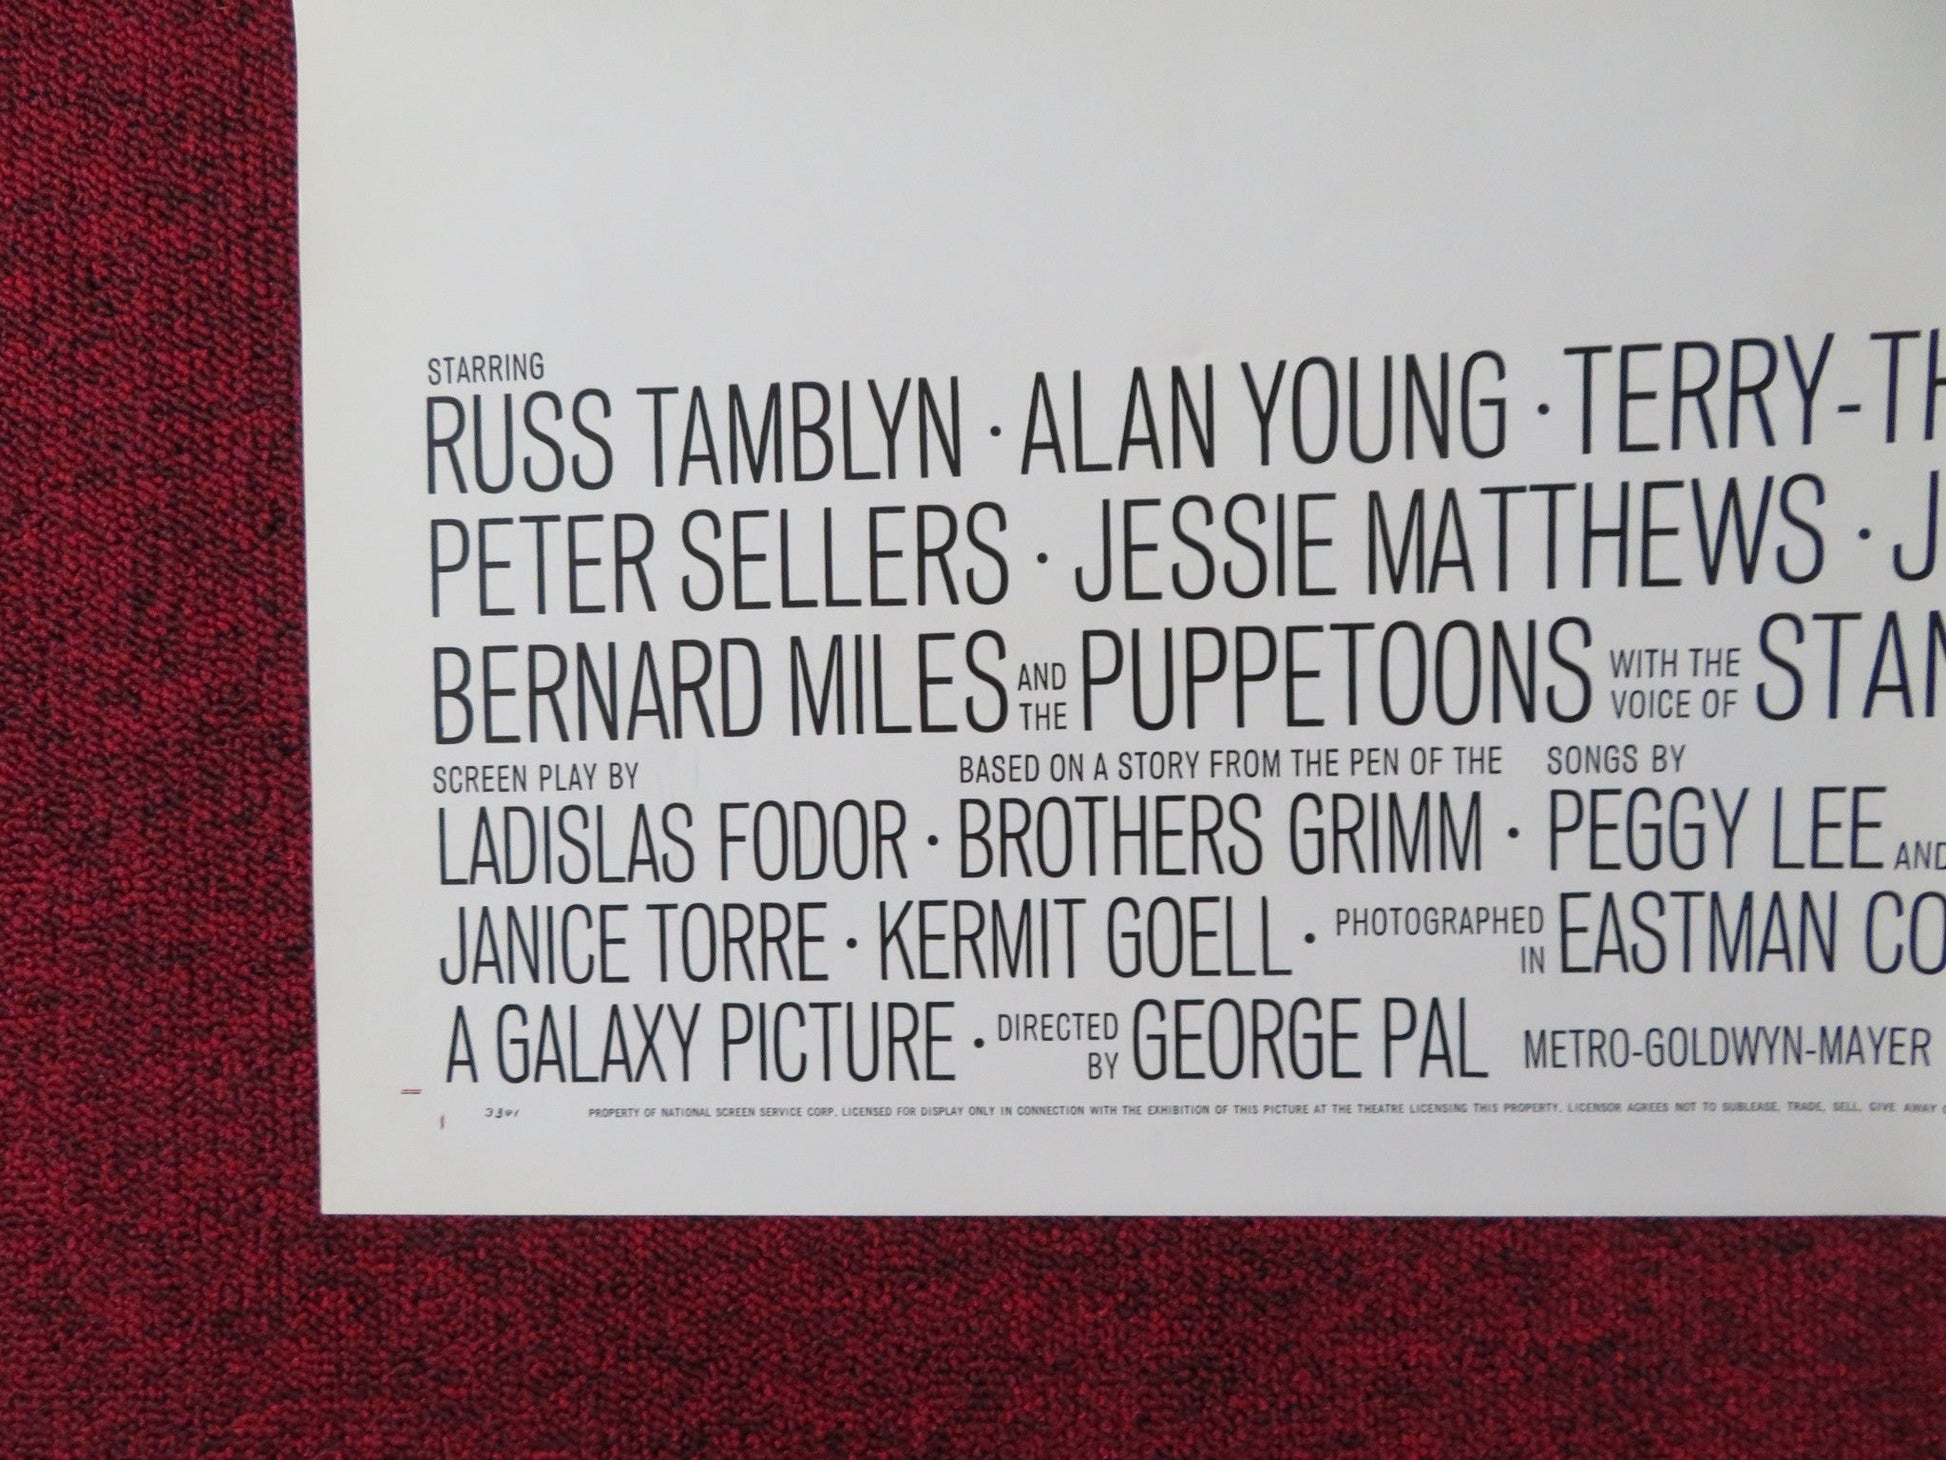 STARRING
RUSS TAMBLYN · ALAN YOUNG · TERRY-TH
PETER SELLERS · JESSIE MATTHEWS · J
BERNARD MILES AND THE PUPPETOONS WITH THE VOICE OF STAN
SCREEN PLAY BY BASED ON A STORY FROM THE PEN OF THE SONGS BY
LADISLAS FODOR · BROTHERS GRIMM · PEGGY LEE AND
JANICE TORRE · KERMIT GOELL · PHOTOGRAPHED IN EASTMAN CO
A GALAXY PICTURE · DIRECTED BY GEORGE PAL METRO-GOLDWYN-MAYER
PROPERTY OF NATIONAL SCREEN SERVICE CORP. LICENSED FOR DISPLAY ONLY IN CONNECTION WITH THE EXHIBITION OF THIS PICTURE AT THE THEATRE LICENSING THIS PROPERTY. LICENSOR AGREES NOT TO SUBLEASE, TRADE, SELL, GIVE AWAY